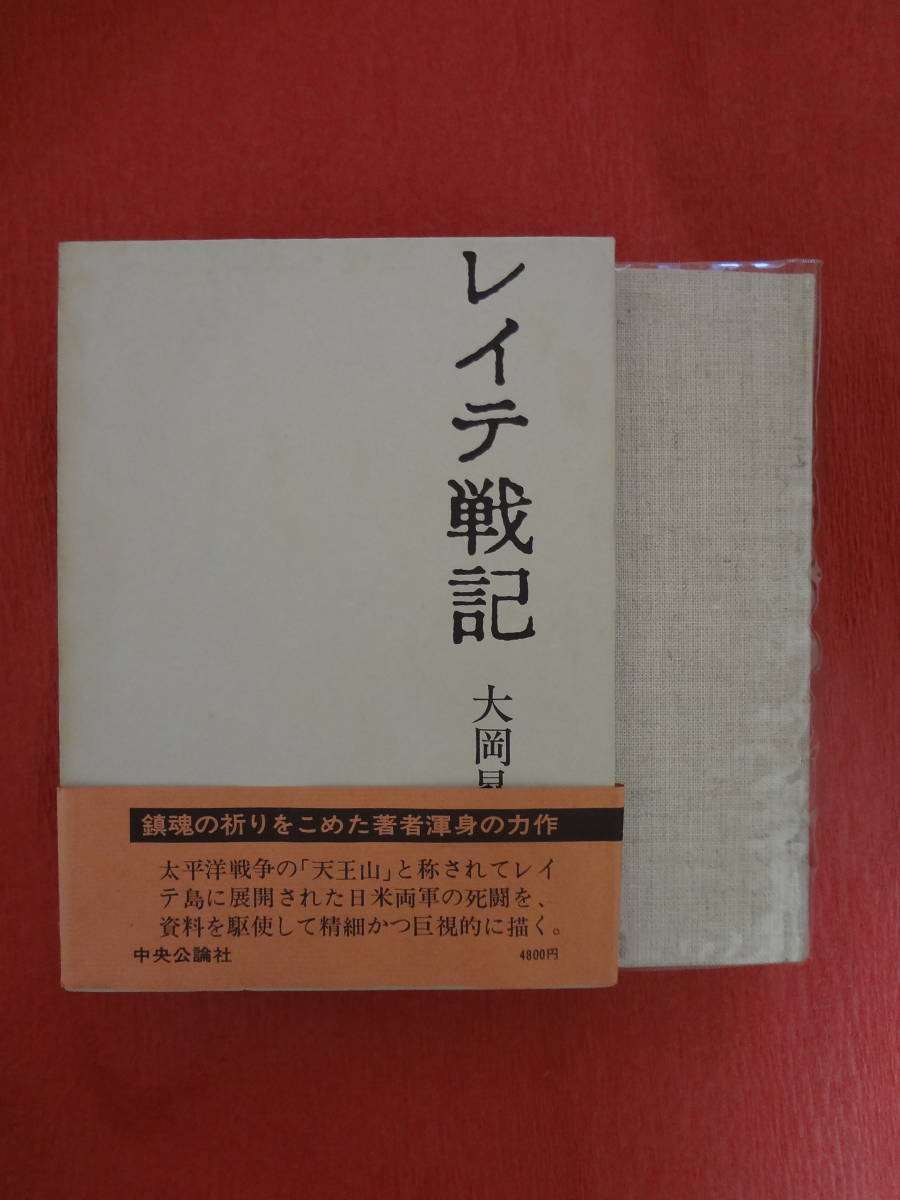 レイテ戦記
大岡昇
鎮魂の祈りをこめた著者渾身の力作
太平洋戦争の「天王山」と称されてレイ
テ島に展開された日米両軍の死闘を、
資料を駆使して精細かつ巨視的に描く。
中央公論社
4800円